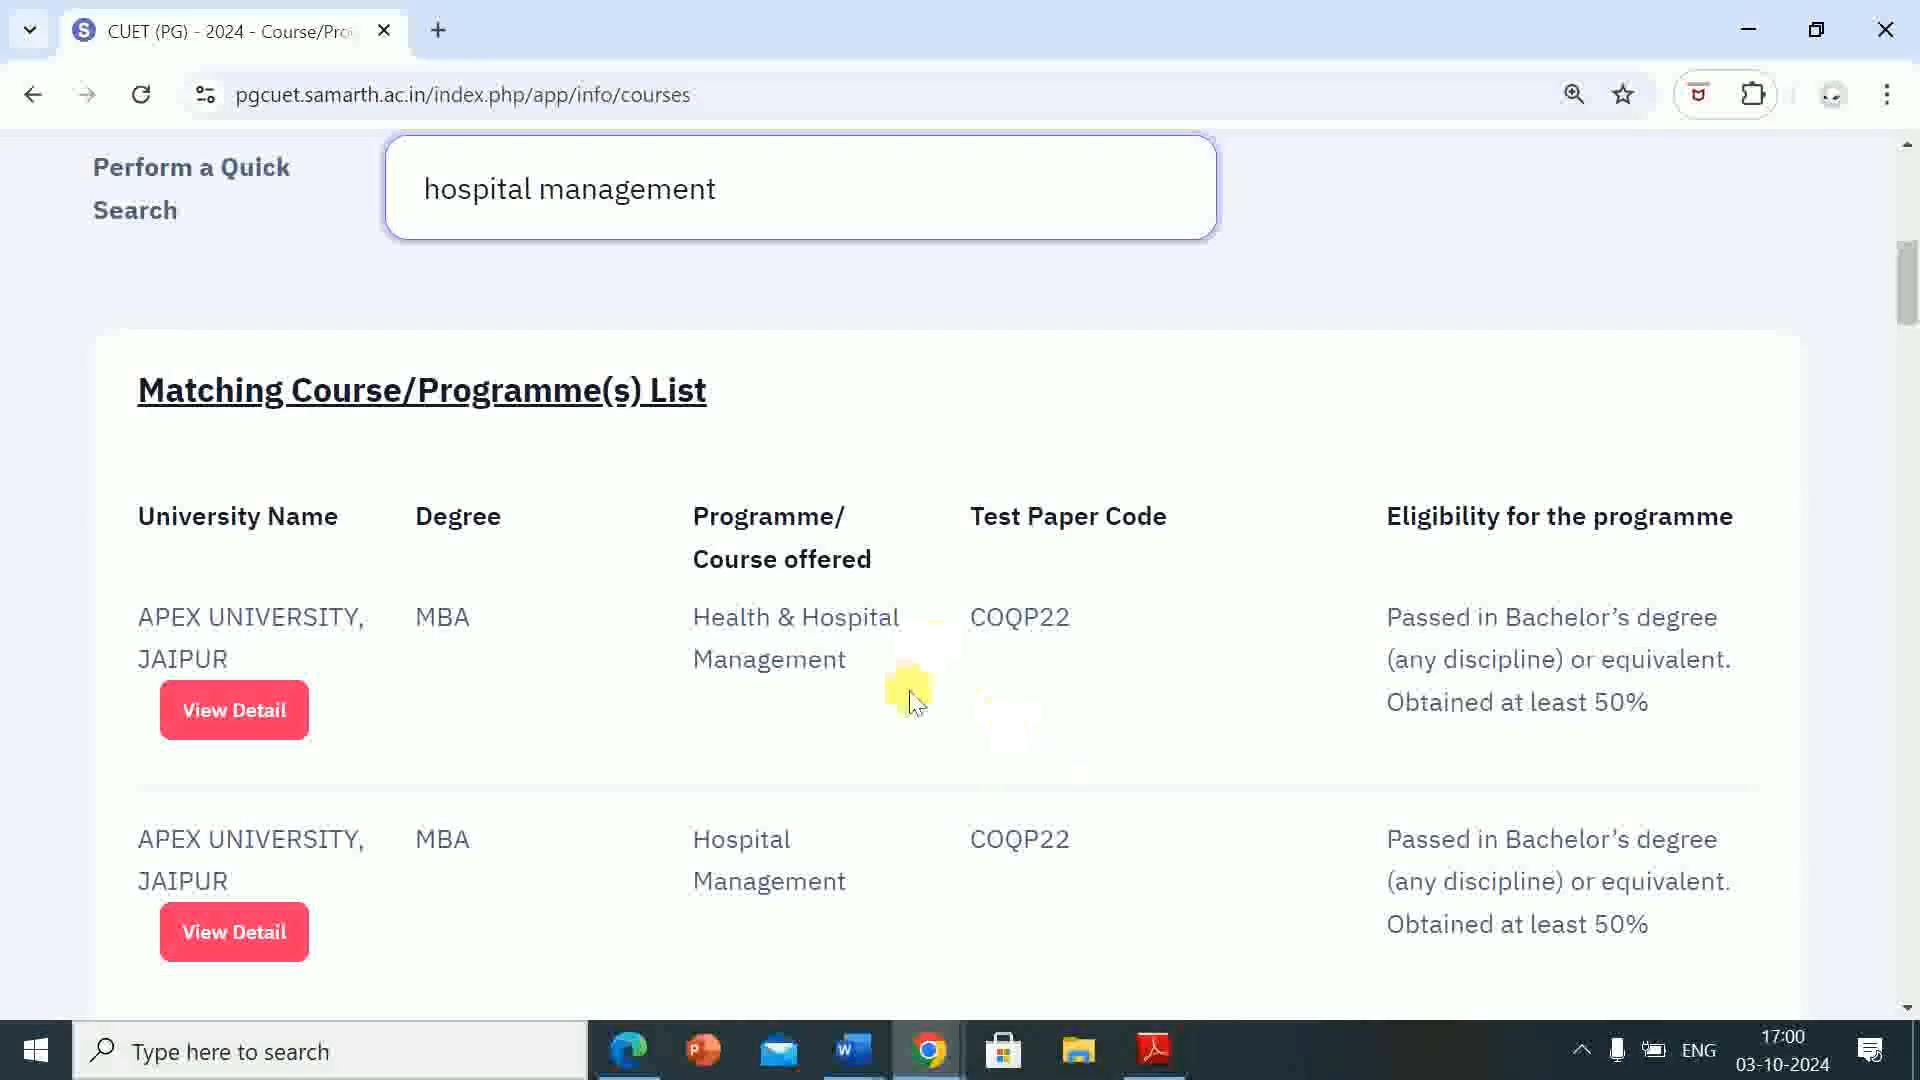 CUET (PG) - 2024 - Course/Pro
pgcuet.samarth.ac.in/index.php/app/info/courses
Perform a Quick
Search
hospital management
Matching Course/Programme(s) List
University Name
Degree
Programme/
Course offered
Test Paper Code
Eligibility for the programme
APEX UNIVERSITY,
JAIPUR
View Detail
MBA
Health & Hospital
Management
COQP22
Passed in Bachelor’s degree
(any discipline) or equivalent.
Obtained at least 50%
APEX UNIVERSITY,
JAIPUR
View Detail
MBA
Hospital
Management
COQP22
Passed in Bachelor’s degree
(any discipline) or equivalent.
Obtained at least 50%
Type here to search
ENG
17:00
03-10-2024